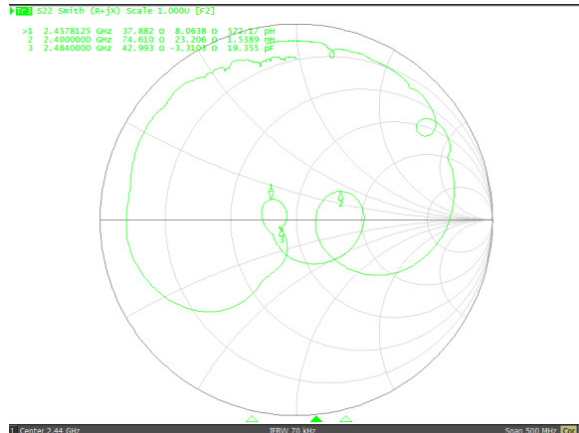 Tr3 S22 Smith (R+jX) Scale 1.000U [F2]
>1 2.4578125 GHz 37.882 Ω 8.0638 Ω 522.17 pH
2 2.4000000 GHz 74.610 Ω 23.206 Ω 1.5389 nH
3 2.4840000 GHz 42.993 Ω -3.3103 Ω 19.355 pF
1
2
3
1 Center 2.44 GHz IFBW 70 kHz Span 500 MHz Cor